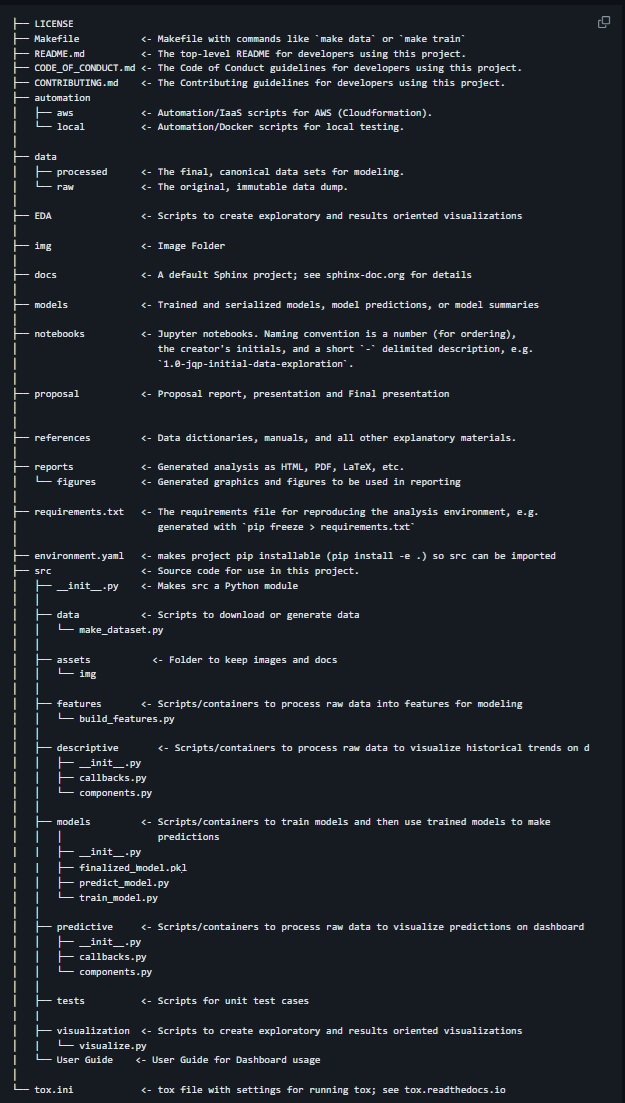 ├── LICENSE
├── Makefile           <- Makefile with commands like `make data` or `make train`
├── README.md          <- The top-level README for developers using this project.
├── CODE_OF_CONDUCT.md <- The Code of Conduct guidelines for developers using this project.
├── CONTRIBUTING.md    <- The Contributing guidelines for developers using this project.
├── automation
│   ├── aws            <- Automation/IaaS scripts for AWS (Cloudformation).
│   └── local          <- Automation/Docker scripts for local testing.
│
├── data
│   ├── processed      <- The final, canonical data sets for modeling.
│   └── raw            <- The original, immutable data dump.
│
├── EDA                <- Scripts to create exploratory and results oriented visualizations
│
├── img                <- Image Folder
│
├── docs               <- A default Sphinx project; see sphinx-doc.org for details
│
├── models             <- Trained and serialized models, model predictions, or model summaries
│
├── notebooks          <- Jupyter notebooks. Naming convention is a number (for ordering),
│                         the creator's initials, and a short `-` delimited description, e.g.
│                         `1.0-jqp-initial-data-exploration`.
│
├── proposal           <- Proposal report, presentation and Final presentation
│
│
├── references         <- Data dictionaries, manuals, and all other explanatory materials.
│
├── reports            <- Generated analysis as HTML, PDF, LaTeX, etc.
│   └── figures        <- Generated graphics and figures to be used in reporting
│
├── requirements.txt   <- The requirements file for reproducing the analysis environment, e.g.
│                         generated with `pip freeze > requirements.txt`
│
├── environment.yaml   <- makes project pip installable (pip install -e .) so src can be imported
├── src                <- Source code for use in this project.
│   ├── __init__.py    <- Makes src a Python module
│   │
│   ├── data           <- Scripts to download or generate data
│   │   └── make_dataset.py
│   │
│   ├── assets           <- Folder to keep images and docs
│   │   └── img
│   │
│   ├── features       <- Scripts/containers to process raw data into features for modeling
│   │   └── build_features.py
│   │
│   ├── descriptive       <- Scripts/containers to process raw data to visualize historical trends on d
│   │   ├── __init__.py
│   │   ├── callbacks.py
│   │   └── components.py
│   │
│   ├── models         <- Scripts/containers to train models and then use trained models to make
│   │   │                 predictions
│   │   ├── __init__.py
│   │   ├── finalized_model.pkl
│   │   ├── predict_model.py
│   │   └── train_model.py
│   │
│   ├── predictive     <- Scripts/containers to process raw data to visualize predictions on dashboard
│   │   ├── __init__.py
│   │   ├── callbacks.py
│   │   └── components.py
│   │
│   ├── tests          <- Scripts for unit test cases
│   │
│   ├── visualization  <- Scripts to create exploratory and results oriented visualizations
│   │   └── visualize.py
│   └── User Guide    <- User Guide for Dashboard usage
│
└── tox.ini            <- tox file with settings for running tox; see tox.readthedocs.io